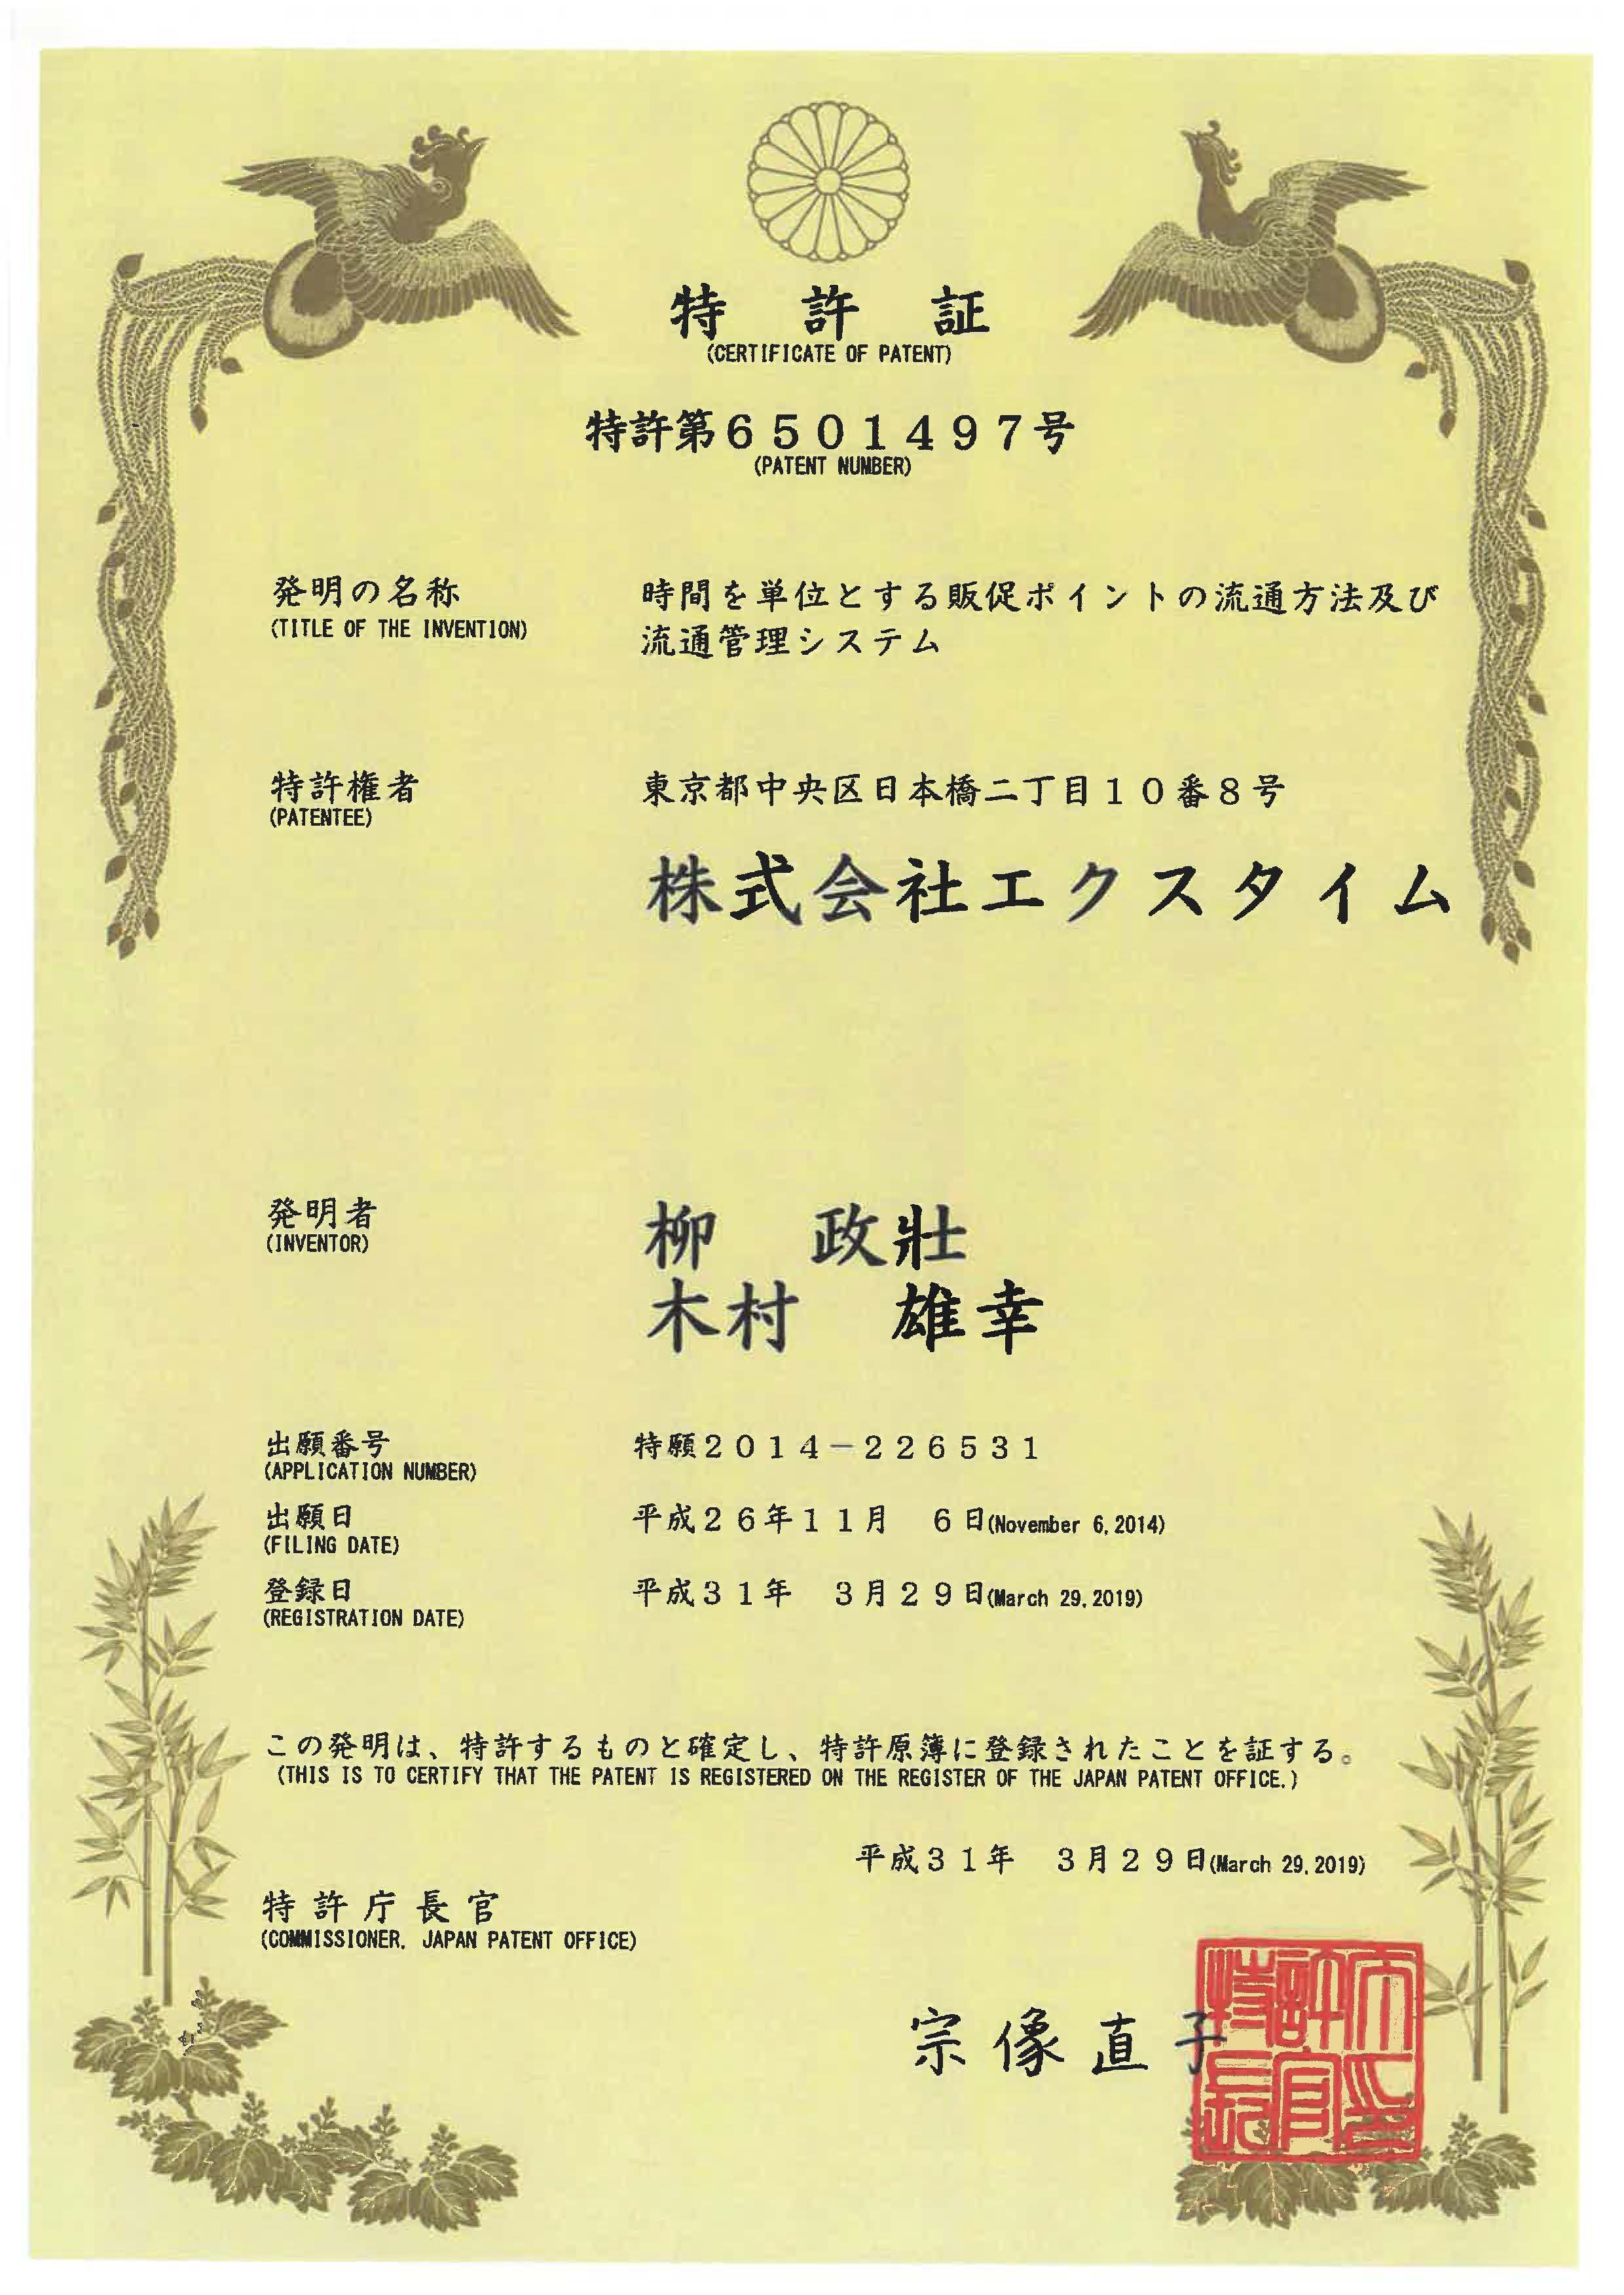 特許証
(CERTIFICATE OF PATENT)
特許第６５０１４９７号
(PATENT NUMBER)
発明の名称
(TITLE OF THE INVENTION)
時間を単位とする販促ポイントの流通方法及び
流通管理システム
特許権者
(PATENTEE)
東京都中央区日本橋二丁目１０番８号
株式会社エクスタイム
発明者
(INVENTOR)
柳　政壯
木村　雄幸
出願番号
(APPLICATION NUMBER)
特願２０１４－２２６５３１
出願日
(FILING DATE)
平成２６年１１月　６日(November 6,2014)
登録日
(REGISTRATION DATE)
平成３１年　３月２９日(March 29,2019)
この発明は、特許するものと確定し、特許原簿に登録されたことを証する。
(THIS IS TO CERTIFY THAT THE PATENT IS REGISTERED ON THE REGISTER OF THE JAPAN PATENT OFFICE.)
平成３１年　３月２９日(March 29,2019)
特許庁長官
(COMMISSIONER, JAPAN PATENT OFFICE)
宗像直子
特許庁
長官印